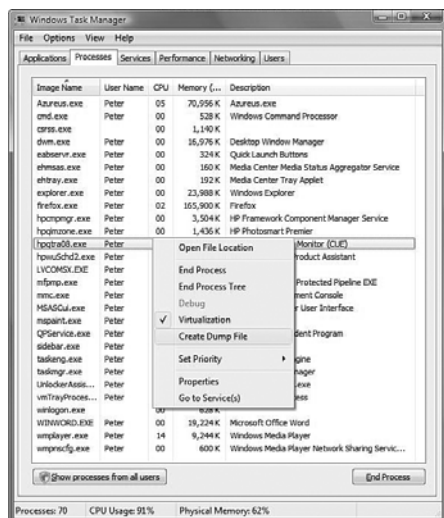 Windows Task Manager
File Options View Help
Applications Processes Services Performance Networking Users
Image Name User Name CPU Memory (... Description
Azureus.exe Peter 05 70,956 K Azureus.exe
cmd.exe Peter 00 528 K Windows Command Processor
csrss.exe 00 1,140 K
dwm.exe Peter 00 16,976 K Desktop Window Manager
eabservr.exe Peter 00 324 K Quick Launch Buttons
ehmsas.exe Peter 00 160 K Media Center Media Status Aggregator Service
ehtray.exe Peter 00 192 K Media Center Tray Applet
explorer.exe Peter 00 23,988 K Windows Explorer
firefox.exe Peter 02 165,900 K Firefox
hpcmpmgr.exe Peter 00 3,504 K HP Framework Component Manager Service
hpqimzone.exe Peter 00 1,436 K HP Photosmart Premier
hpqtra08.exe Peter Monitor (CUE)
hpwuSchd2.exe Peter roduct Assistant
LVCOMSX.EXE Peter
mfpmp.exe Peter Protected Pipeline EXE
mmc.exe Peter ment Console
MSASCui.exe Peter r User Interface
mspaint.exe Peter
QPService.exe Peter dent Program
sidebar.exe Peter
taskeng.exe Peter gine
taskmgr.exe Peter nager
UnlockerAssis... Peter .exe
vmTrayProces... Peter ess
winlogon.exe 00 628 K
WINWORD.EXE Peter 00 19,224 K Microsoft Office Word
wmplayer.exe Peter 14 9,244 K Windows Media Player
wmpnscfg.exe Peter 00 600 K Windows Media Player Network Sharing Servic...
Open File Location
End Process
End Process Tree
Debug
Virtualization
Create Dump File
Set Priority
Properties
Go to Service(s)
Show processes from all users End Process
Processes: 70 CPU Usage: 91% Physical Memory: 62%